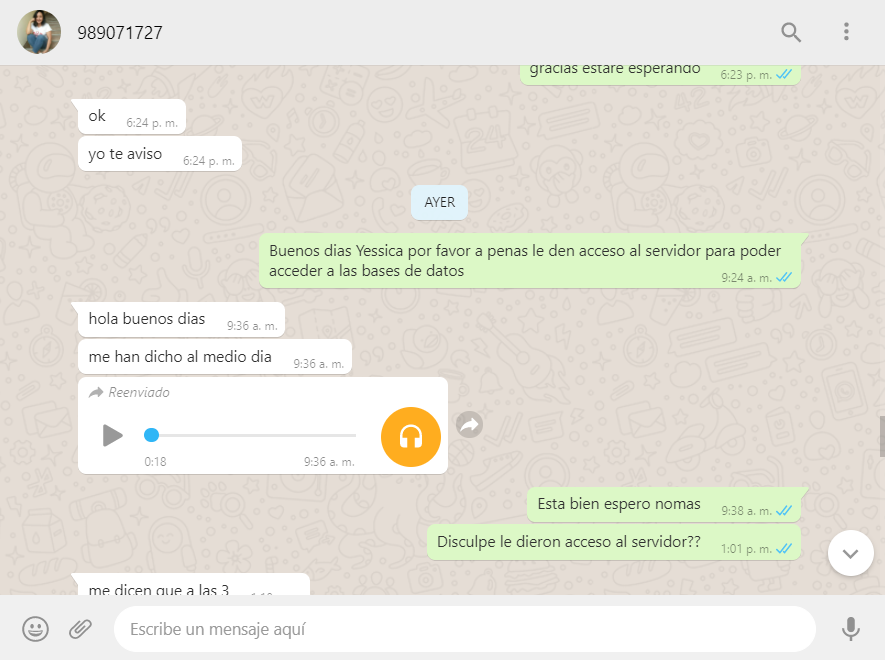 989071727
gracias estare esperando 6:23 p. m.
ok 6:24 p. m.
yo te aviso 6:24 p. m.
AYER
Buenos dias Yessica por favor a penas le den acceso al servidor para poder
acceder a las bases de datos 9:24 a. m.
hola buenos dias 9:36 a. m.
me han dicho al medio dia 9:36 a. m.
Reenviado
0:18 9:36 a. m.
Esta bien espero nomas 9:38 a. m.
Disculpe le dieron acceso al servidor?? 1:01 p. m.
me dicen que a las 3
Escribe un mensaje aquí